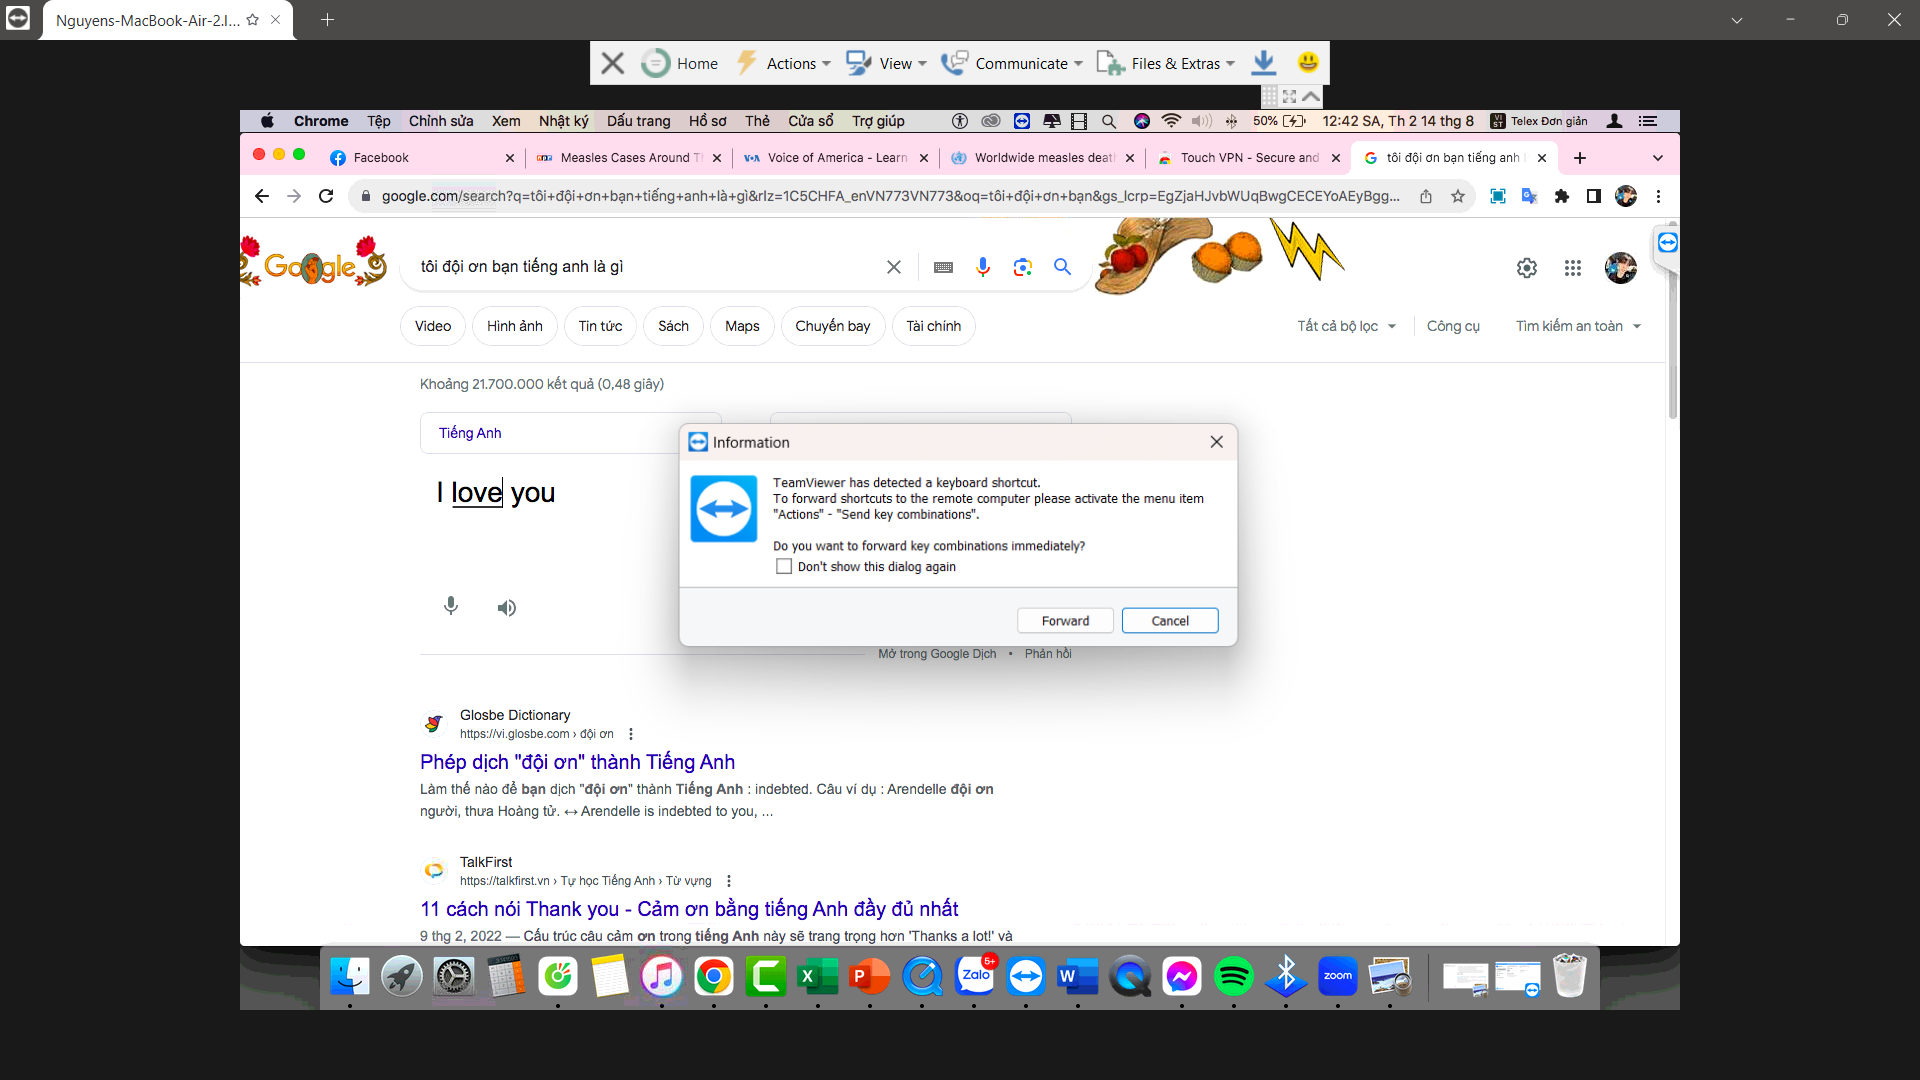 Nguyens-MacBook-Air-2.l...
Home
Actions
View
Communicate
Files & Extras
Chrome Tệp Chỉnh sửa Xem Nhật ký Dấu trang Hồ sơ Thẻ Cửa sổ Trợ giúp
50%
12:42 SA, Th 2 14 thg 8
VI ST
Telex Đơn giản
Facebook
Measles Cases Around Th
VOA
Voice of America - Learn
Worldwide measles deat
Touch VPN - Secure and
tôi đội ơn bạn tiếng anh
google.com/search?q=tôi+đội+ơn+bạn+tiếng+anh+là+gì&rlz=1C5CHFA_enVN773VN773&oq=tôi+đội+ơn+bạn&gs_lcrp=EgZjaHJvbWUqBwgCECEYoAEyBgg...
Google
tôi đội ơn bạn tiếng anh là gì
Video
Hình ảnh
Tin tức
Sách
Maps
Chuyến bay
Tài chính
Tất cả bộ lọc
Công cụ
Tìm kiếm an toàn
Khoảng 21.700.000 kết quả (0,48 giây)
Tiếng Anh
I love you
Information
TeamViewer has detected a keyboard shortcut.
To forward shortcuts to the remote computer please activate the menu item
"Actions" - "Send key combinations".
Do you want to forward key combinations immediately?
Don't show this dialog again
Forward
Cancel
Mở trong Google Dịch • Phản hồi
Glosbe Dictionary
https://vi.glosbe.com › đội ơn
Phép dịch "đội ơn" thành Tiếng Anh
Làm thế nào để bạn dịch "đội ơn" thành Tiếng Anh : indebted. Câu ví dụ : Arendelle đội ơn
người, thưa Hoàng tử. ↔ Arendelle is indebted to you, ...
TalkFirst
https://talkfirst.vn › Tự học Tiếng Anh › Từ vựng
11 cách nói Thank you - Cảm ơn bằng tiếng Anh đầy đủ nhất
9 thg 2, 2022 — Cấu trúc câu cảm ơn trong tiếng Anh này sẽ trang trọng hơn 'Thanks a lot!' và
Zalo
5+
zoom